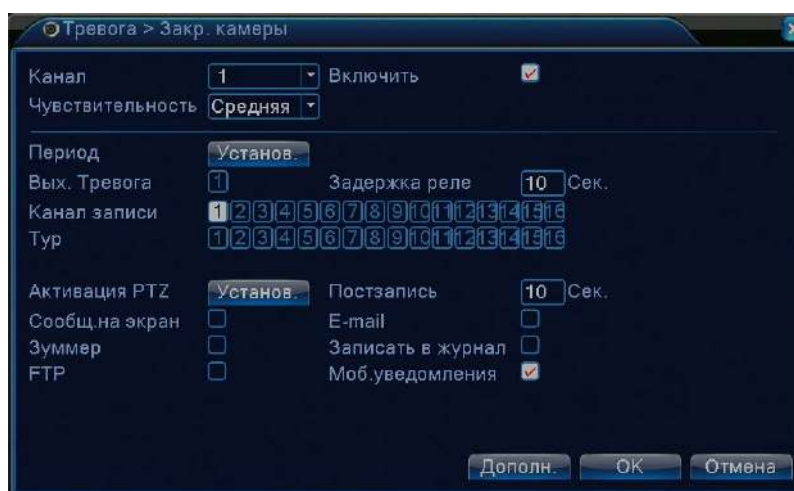 Тревога > Закр. камеры
Канал 1 Включить
Чувствительность Средняя
Период Установ.
Вых. Тревога 1 Задержка реле 10 Сек.
Канал записи 1 2 3 4 5 6 7 8 9 10 11 12 13 14 15 16
Тур 1 2 3 4 5 6 7 8 9 10 11 12 13 14 15 16
Активация PTZ Установ. Постзапись 10 Сек.
Сообщ.на экран E-mail
Зуммер Записать в журнал
FTP Моб.уведомления
Дополн. OK Отмена